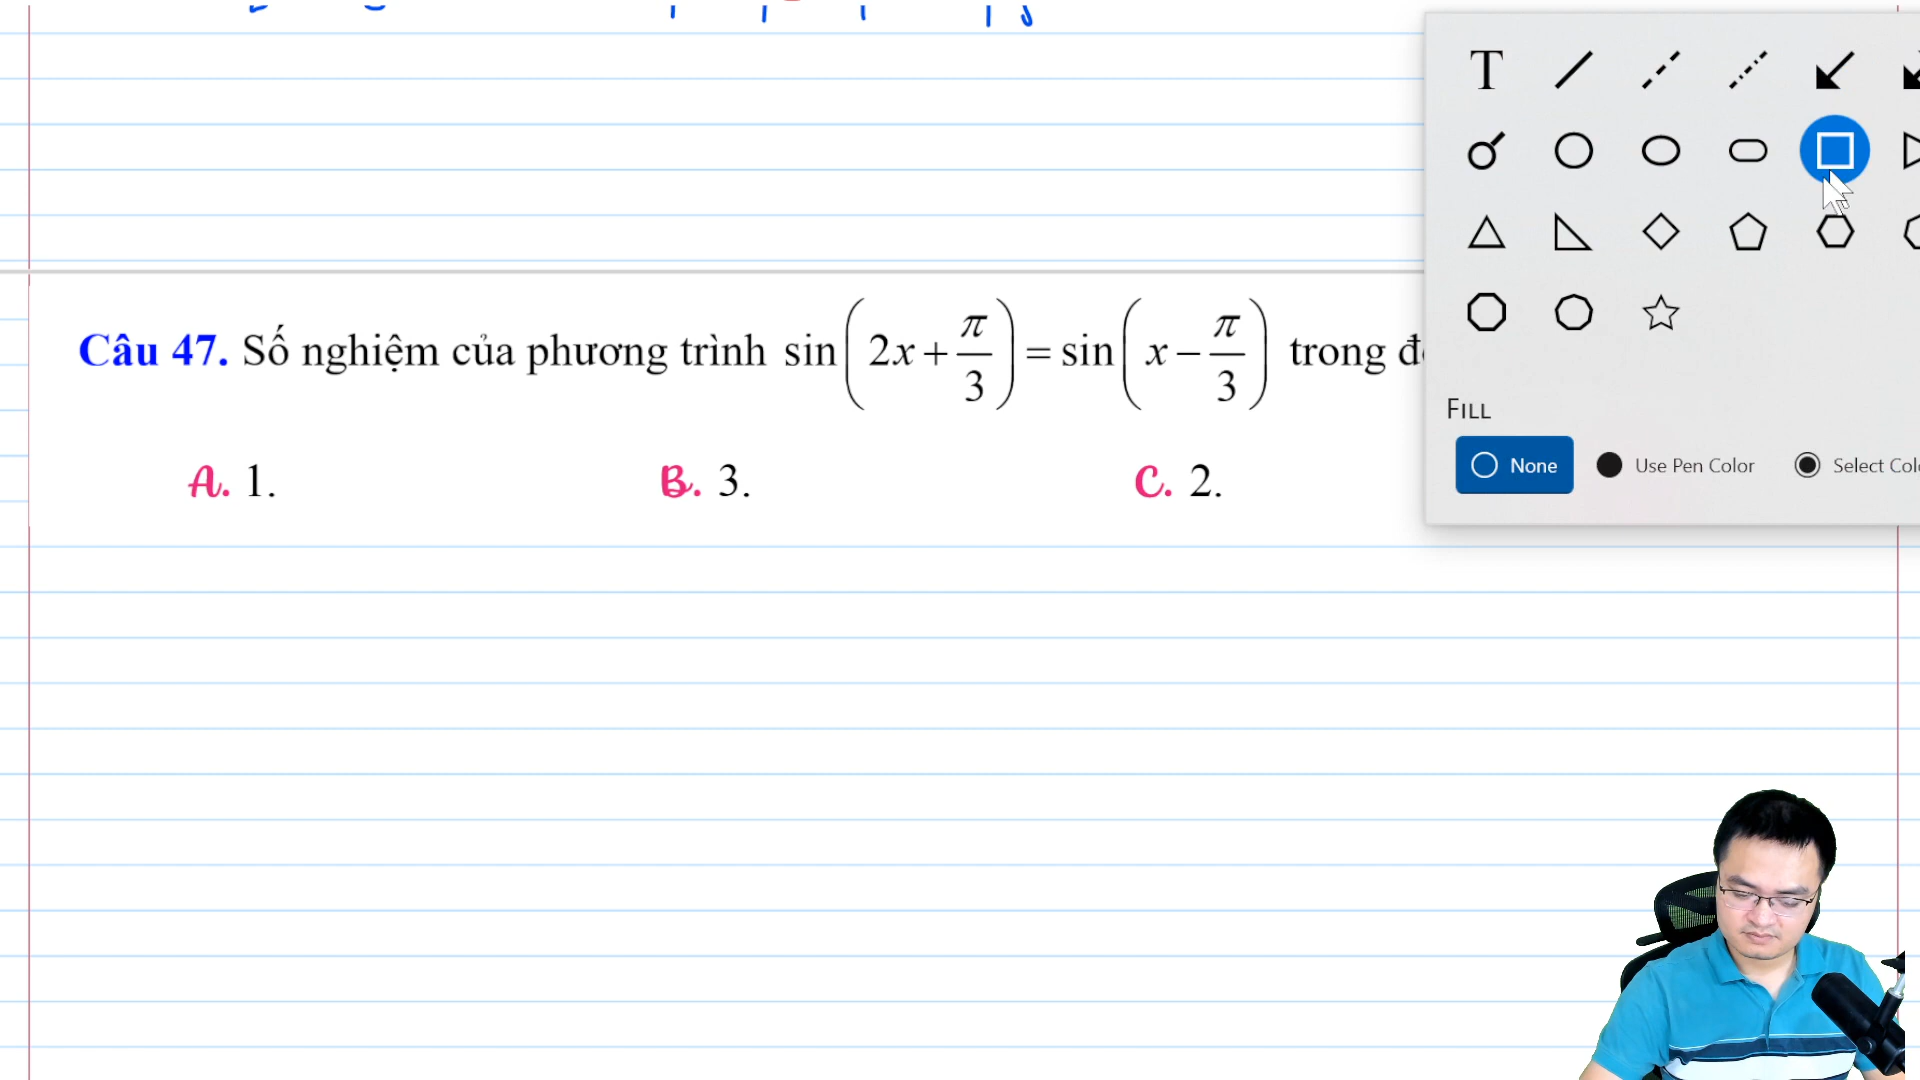 T
Câu 47. Số nghiệm của phương trình sin(2x + π/3) = sin(x − π/3) trong
A. 1. B. 3. C. 2.
FILL
None Use Pen Color Select